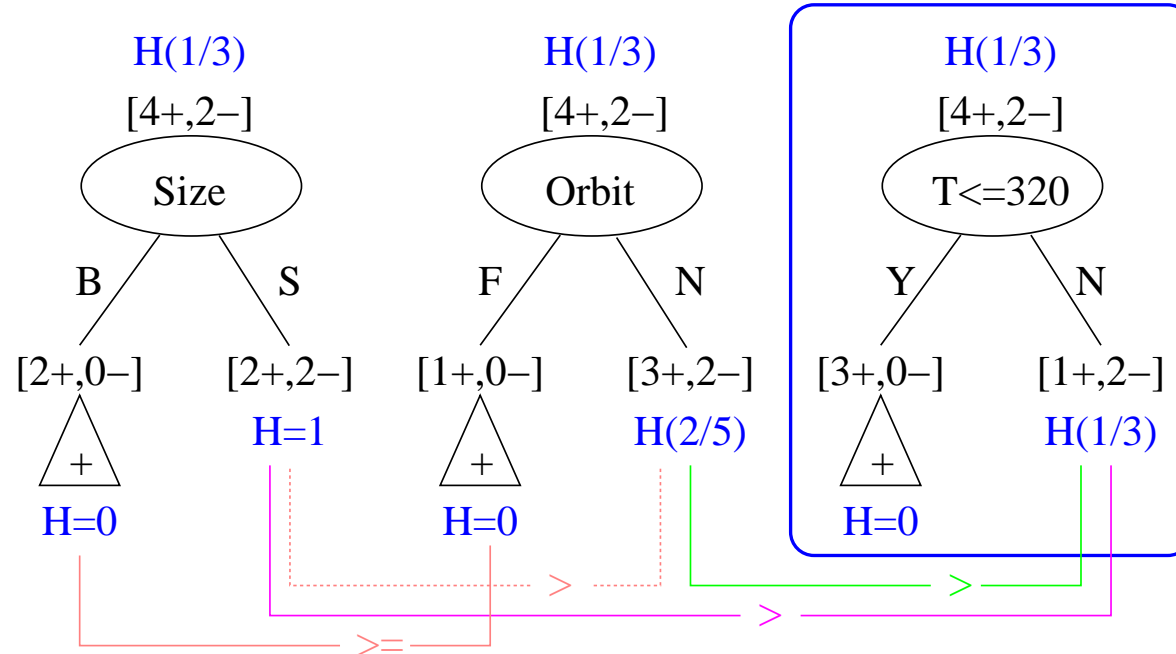 H(1/3) H(1/3) H(1/3)
[4+,2−] [4+,2−] [4+,2−]
Size Orbit T<=320
B S F N Y N
[2+,0−] [2+,2−] [1+,0−] [3+,2−] [3+,0−] [1+,2−]
H=1 H(2/5) H(1/3)
+ + +
H=0 H=0 H=0
> >
>
>=